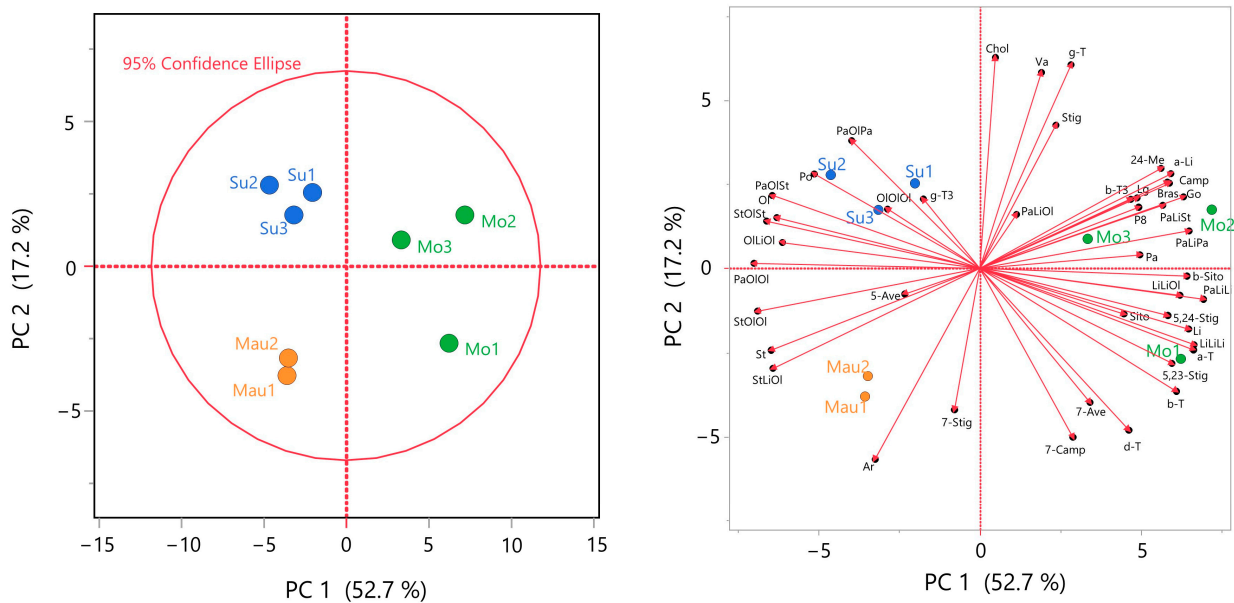 95% Confidence Ellipse
Su2
Su1
Su3
Mo2
Mo3
Mo1
Mau2
Mau1
5
0
−5
−15
−10
−5
0
5
10
15
PC 2 (17.2 %)
PC 1 (52.7 %)
Chol
Va
g-T
Stig
PaOlPa
Su2
Su1
Po
24-Me
a-Li
PaOlSt
Ol
OlOlOl
g-T3
b-T3
Lg
Camp
Bras
Go
StOlSt
Su3
PaLiOl
P8
PaLiSt
Mo2
OlLiOl
Mo3
PaLiPa
Pa
PaOlOl
b-Sito
5-Ave
LiLiOl
PaLiL
StOlOl
Sito
5,24-Stig
Li
LiLiLi
St
Mo1
a-T
StLiOl
Mau2
5,23-Stig
Mau1
b-T
7-Stig
7-Ave
7-Camp
d-T
Ar
5
0
−5
−5
0
5
PC 2 (17.2 %)
PC 1 (52.7 %)